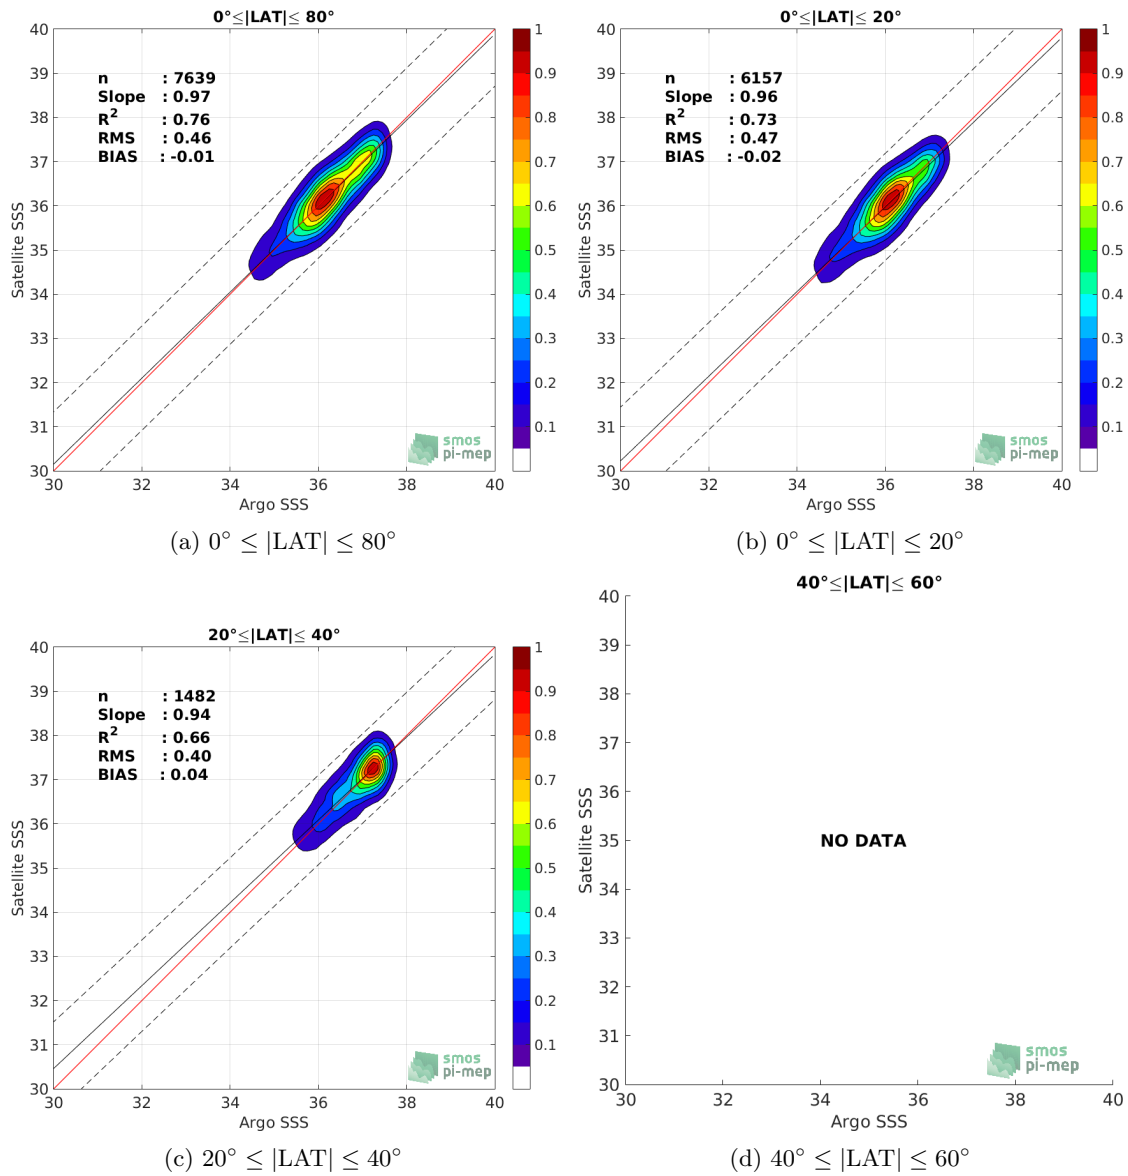 0°≤|LAT|≤ 80°
40
39
38
37
36
35
34
33
32
31
30
Satellite SSS
n : 7639
Slope : 0.97
R² : 0.76
RMS : 0.46
BIAS : -0.01
1
0.9
0.8
0.7
0.6
0.5
0.4
0.3
0.2
0.1
smos
pi-mep
30 32 34 36 38 40
Argo SSS
(a) 0° ≤ |LAT| ≤ 80°
0°≤|LAT|≤ 20°
40
39
38
37
36
35
34
33
32
31
30
Satellite SSS
n : 6157
Slope : 0.96
R² : 0.73
RMS : 0.47
BIAS : -0.02
1
0.9
0.8
0.7
0.6
0.5
0.4
0.3
0.2
0.1
smos
pi-mep
30 32 34 36 38 40
Argo SSS
(b) 0° ≤ |LAT| ≤ 20°
20°≤|LAT|≤ 40°
40
39
38
37
36
35
34
33
32
31
30
Satellite SSS
n : 1482
Slope : 0.94
R² : 0.66
RMS : 0.40
BIAS : 0.04
1
0.9
0.8
0.7
0.6
0.5
0.4
0.3
0.2
0.1
smos
pi-mep
30 32 34 36 38 40
Argo SSS
(c) 20° ≤ |LAT| ≤ 40°
40°≤|LAT|≤ 60°
40
39
38
37
36
35
34
33
32
31
30
Satellite SSS
NO DATA
smos
pi-mep
30 32 34 36 38 40
Argo SSS
(d) 40° ≤ |LAT| ≤ 60°